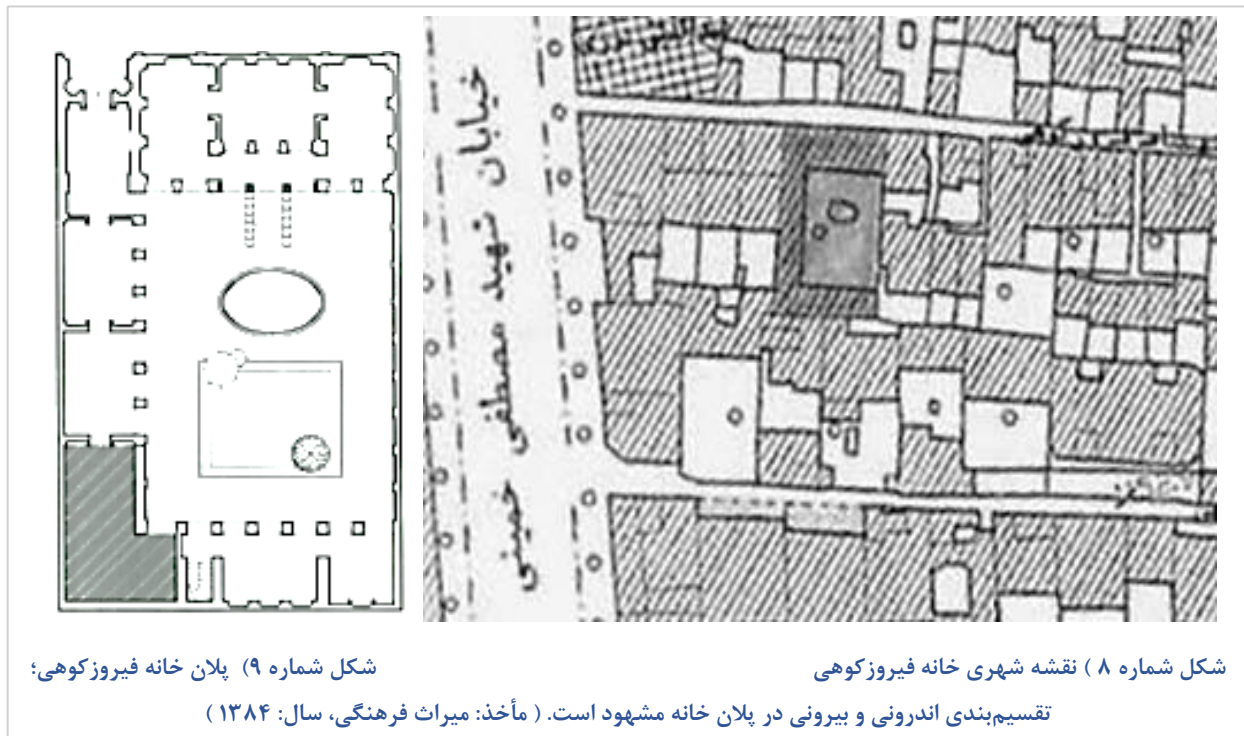 خیابان شهید مصطفی خمینی
شکل شماره ۸ ) نقشه شهری خانه فیروزکوهی
شکل شماره ۹) پلان خانه فیروزکوهی؛
تقسیم‌بندی اندرونی و بیرونی در پلان خانه مشهود است. ( مأخذ: میراث فرهنگی، سال: ۱۳۸۴ )